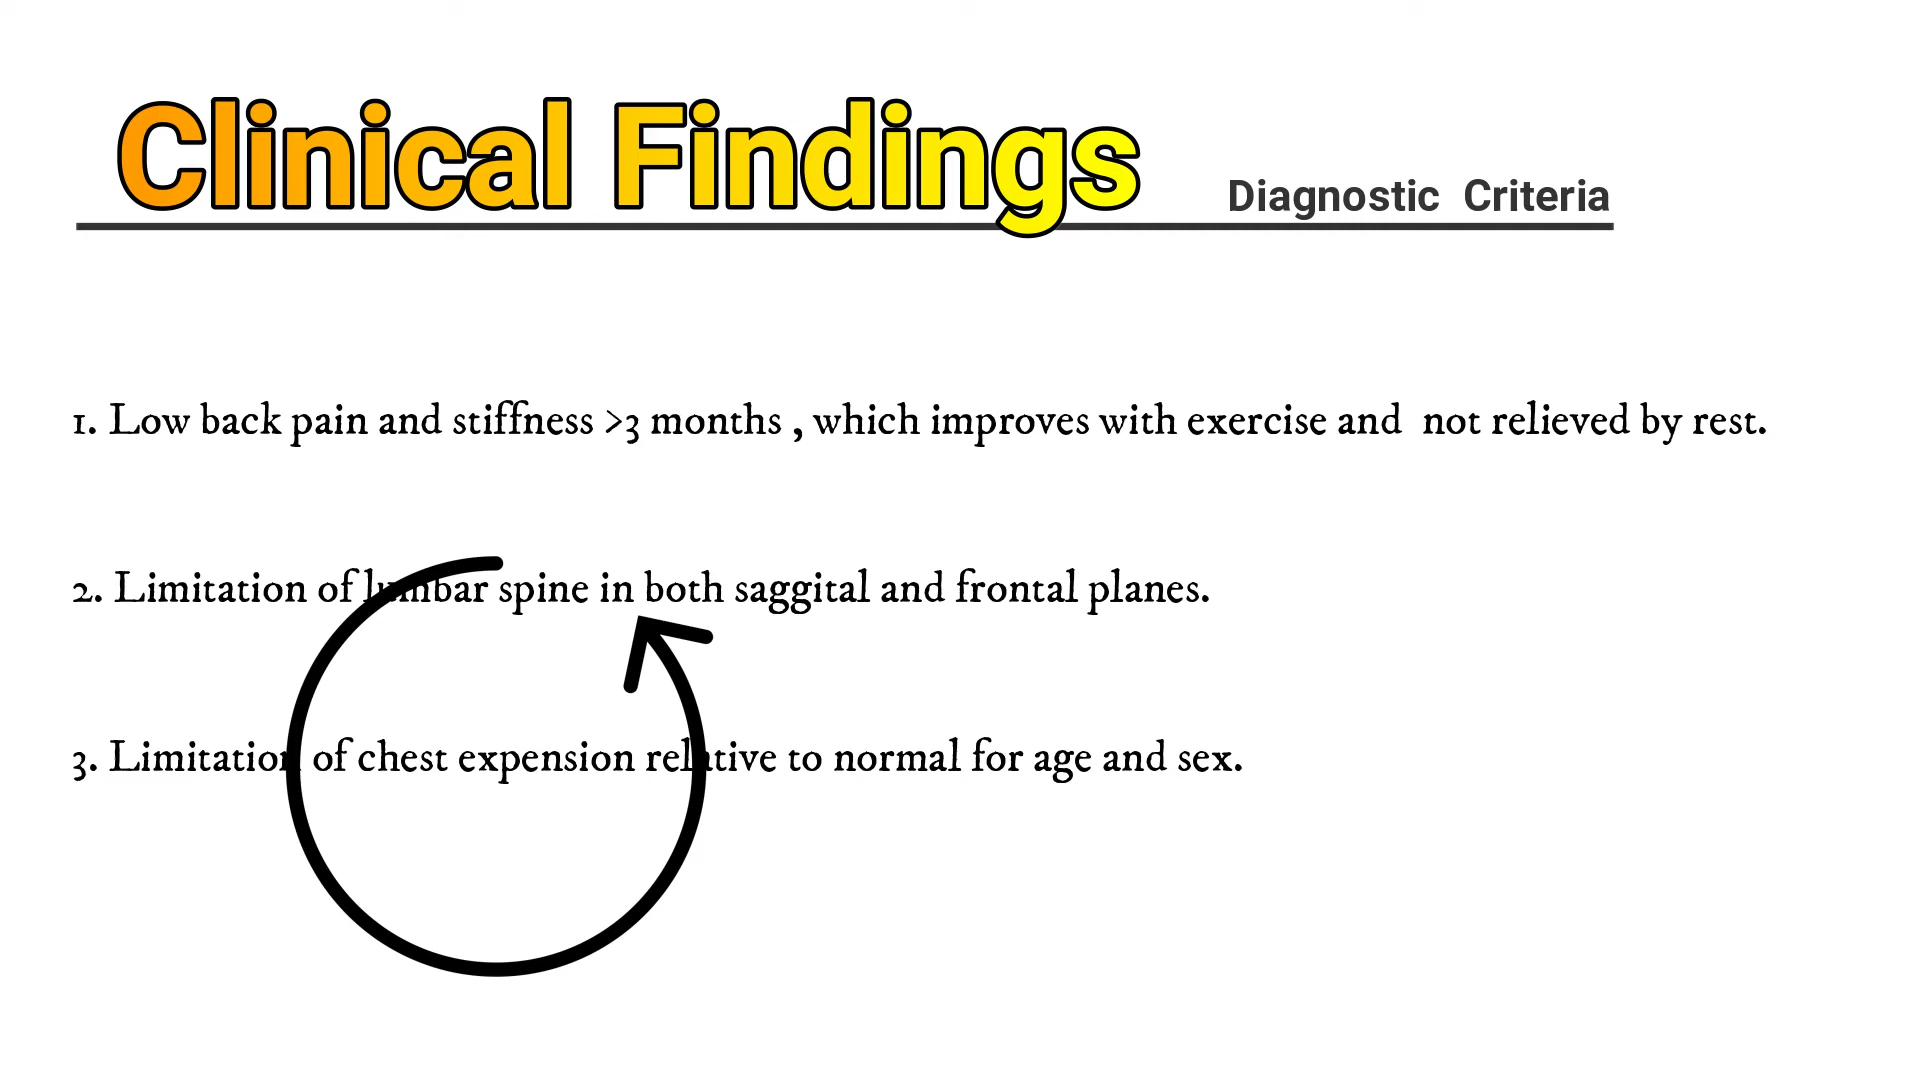 Clinical Findings Diagnostic Criteria
1. Low back pain and stiffness >3 months , which improves with exercise and not relieved by rest.
2. Limitation of lumbar spine in both saggital and frontal planes.
3. Limitation of chest expension relative to normal for age and sex.